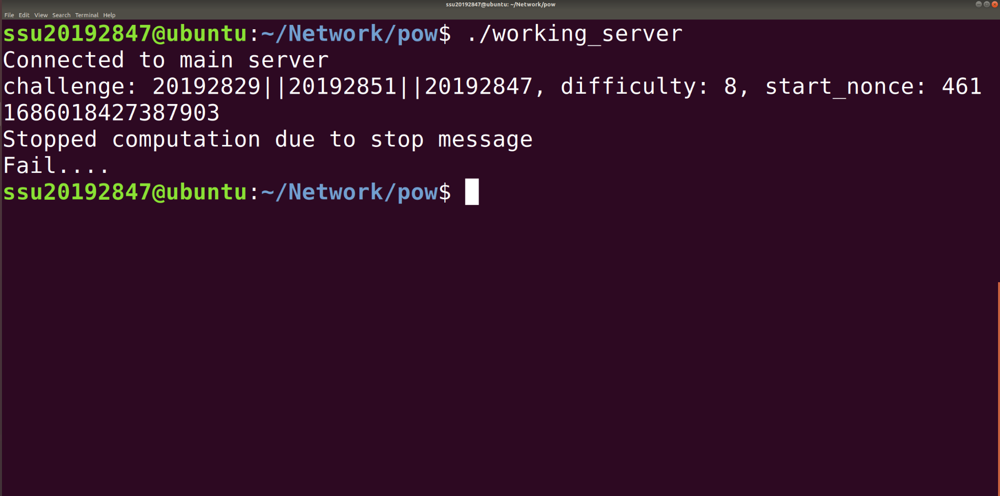 ssu20192847@ubuntu: ~/Network/pow
File Edit View Search Terminal Help
ssu20192847@ubuntu:~/Network/pow$ ./working_server
Connected to main server
challenge: 20192829||20192851||20192847, difficulty: 8, start_nonce: 461
1686018427387903
Stopped computation due to stop message
Fail....
ssu20192847@ubuntu:~/Network/pow$